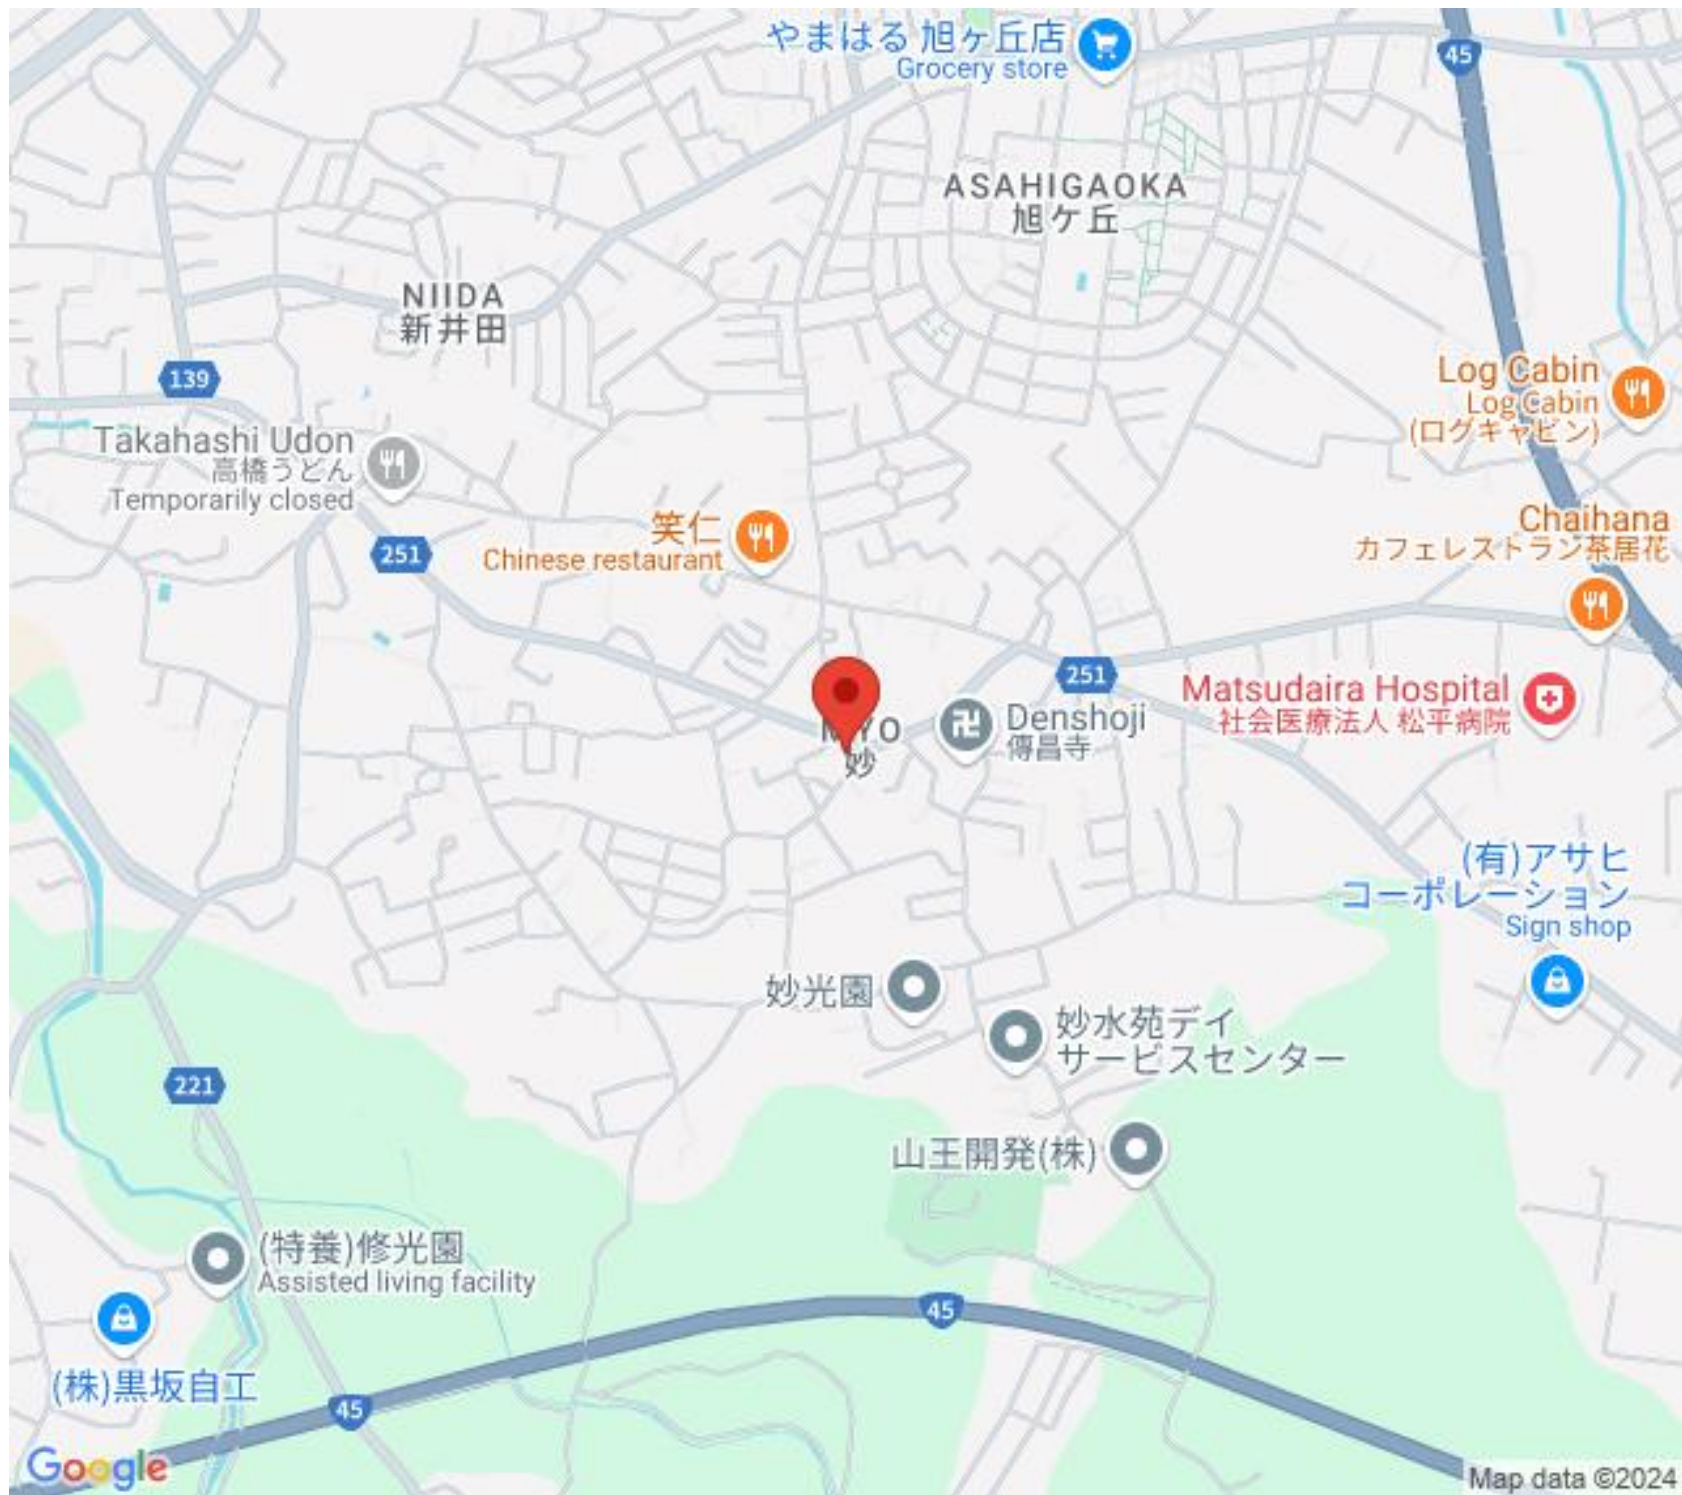 やまはる 旭ヶ丘店
Grocery store
45
ASAHIGAOKA
旭ケ丘
NIIDA
新井田
139
Log Cabin
Log Cabin
(ログキャビン)
Takahashi Udon
高橋うどん
Temporarily closed
251
笑仁
Chinese restaurant
Chaihana
カフェレストラン茶居花
251
MYO
妙
Denshoji
傳昌寺
Matsudaira Hospital
社会医療法人 松平病院
(有)アサヒ
コーポレーション
Sign shop
妙光園
妙水苑デイ
サービスセンター
221
山王開発(株)
(特養)修光園
Assisted living facility
45
(株)黒坂自工
45
Google
Map data ©2024